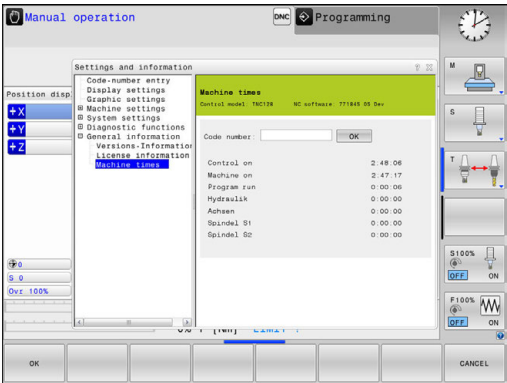 Manual operation
DNC
Programming
Settings and information
Position disp
+X
+Y
+Z
0
S 0
Ovr 100%
Code-number entry
Display settings
Graphic settings
Machine settings
System settings
Diagnostic functions
General information
Versions-Information
License information
Machine times
Machine times
Control model: TNC128 NC software: 771845 05 Dev
Code number:
OK
Control on 2:48:06
Machine on 2:47:17
Program run 0:00:06
Hydraulik 0:00:00
Achsen 0:00:00
Spindel S1 0:00:00
Spindel S2 0:00:00
M
S
T
S100%
OFF ON
F100%
OFF ON
OK
CANCEL